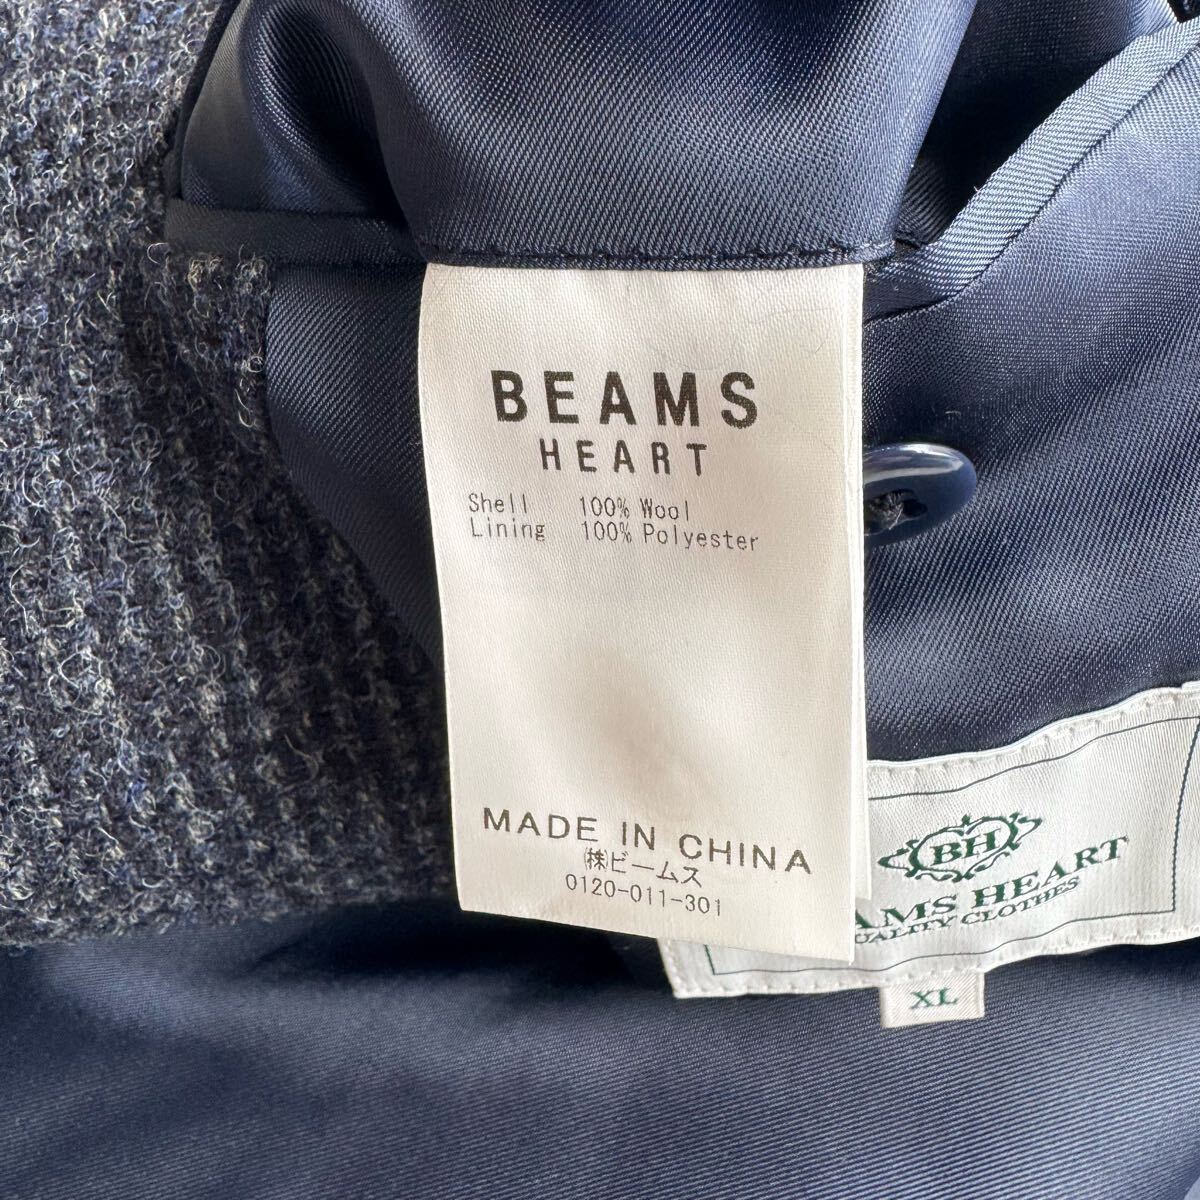 BEAMS
HEART
Shell 100% Wool
Lining 100% Polyester
MADE IN CHINA
㈱ビームス
0120-011-301
BH
HEART
CLOTHES
XL